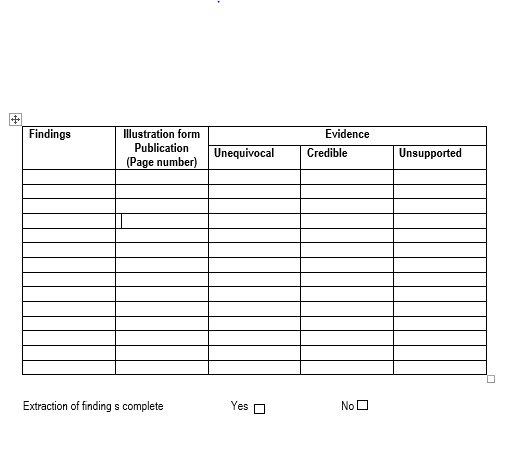 Findings
Illustration form
Publication
(Page number)
Evidence
Unequivocal
Credible
Unsupported
Extraction of finding s complete
Yes
No